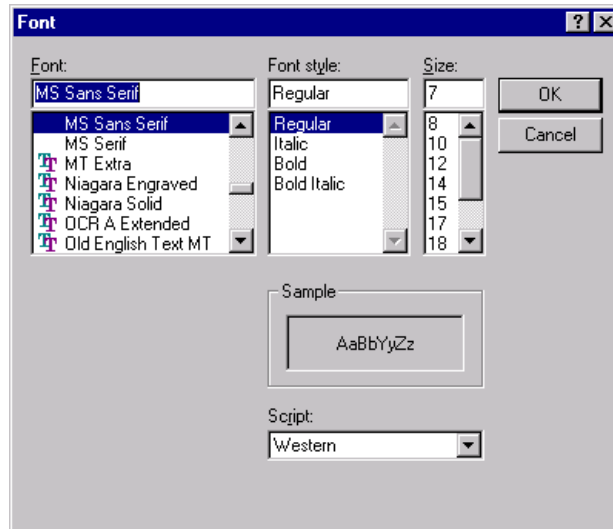 Font
Font:
MS Sans Serif
MS Sans Serif
MS Serif
MT Extra
Niagara Engraved
Niagara Solid
OCR A Extended
Old English Text MT
Font style:
Regular
Regular
Italic
Bold
Bold Italic
Size:
7
8
10
12
14
15
17
18
OK
Cancel
Sample
AaBbYyZz
Script:
Western